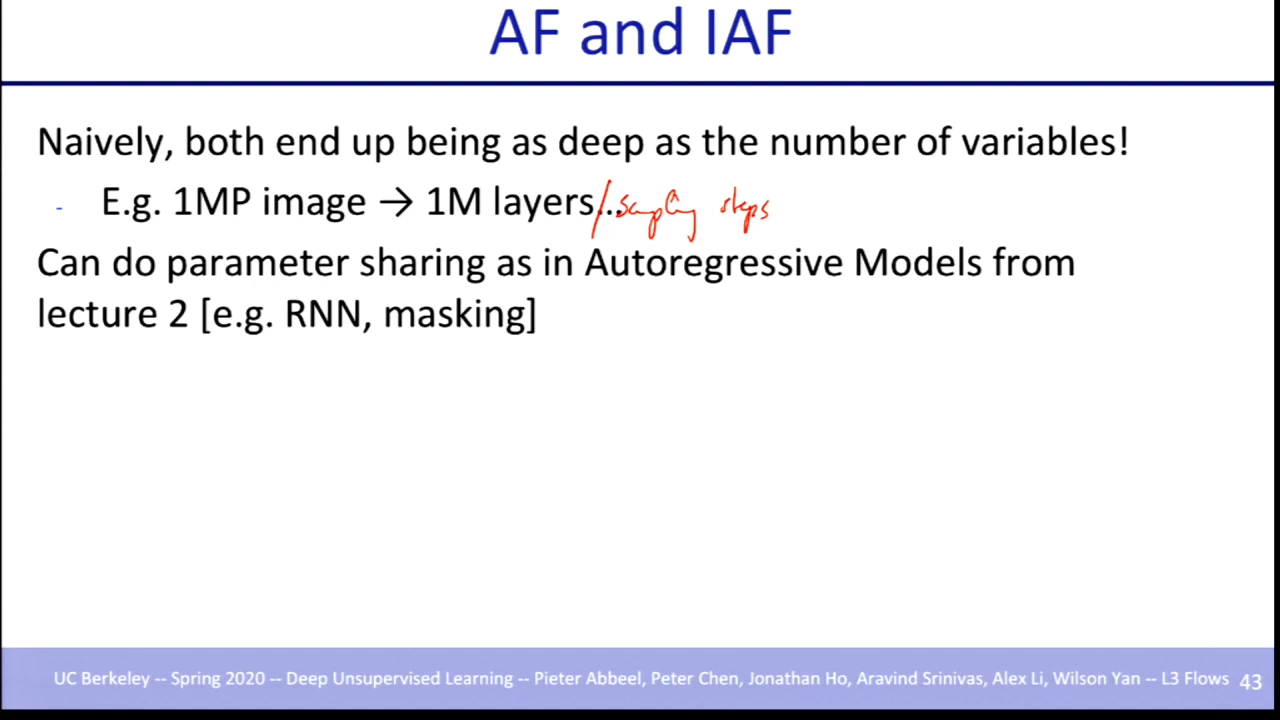 AF and IAF
Naively, both end up being as deep as the number of variables!
- E.g. 1MP image → 1M layers/... sampling steps
Can do parameter sharing as in Autoregressive Models from
lecture 2 [e.g. RNN, masking]
UC Berkeley -- Spring 2020 -- Deep Unsupervised Learning -- Pieter Abbeel, Peter Chen, Jonathan Ho, Aravind Srinivas, Alex Li, Wilson Yan -- L3 Flows 43